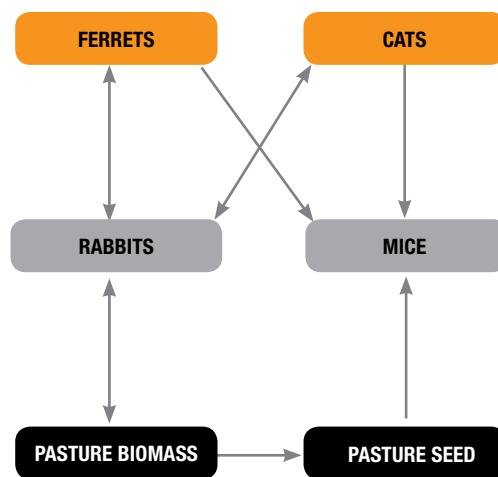 FERRETS
CATS
RABBITS
MICE
PASTURE BIOMASS
PASTURE SEED